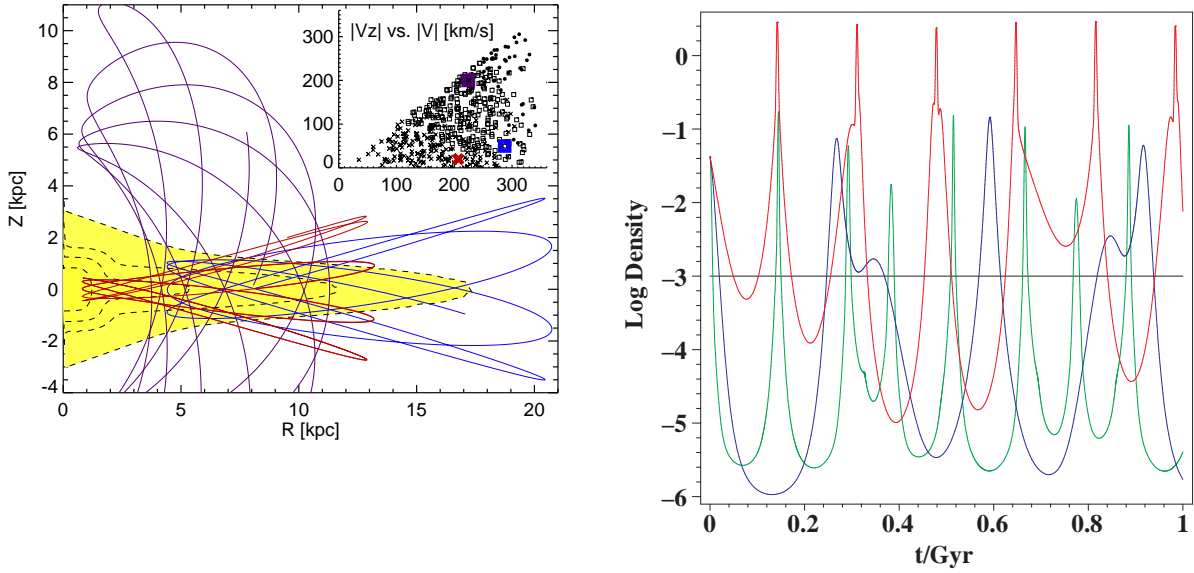 |Vz| vs. |V| [km/s]
300
200
100
0
0 100 200 300
10
8
6
4
2
0
-2
-4
Z [kpc]
0 5 10 15 20
R [kpc]
0
−1
−2
−3
−4
−5
−6
Log Density
0 0.2 0.4 0.6 0.8 1
t/Gyr